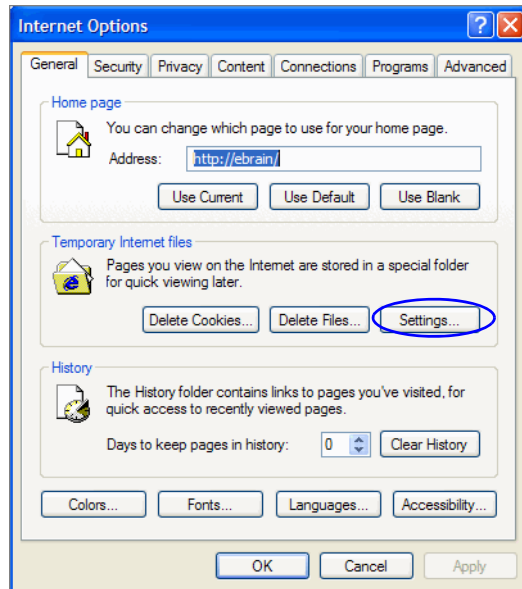 Internet Options
General Security Privacy Content Connections Programs Advanced
Home page
You can change which page to use for your home page.
Address: http://ebrain/
Use Current Use Default Use Blank
Temporary Internet files
Pages you view on the Internet are stored in a special folder
for quick viewing later.
Delete Cookies... Delete Files... Settings...
History
The History folder contains links to pages you've visited, for
quick access to recently viewed pages.
Days to keep pages in history: 0 Clear History
Colors... Fonts... Languages... Accessibility...
OK Cancel Apply